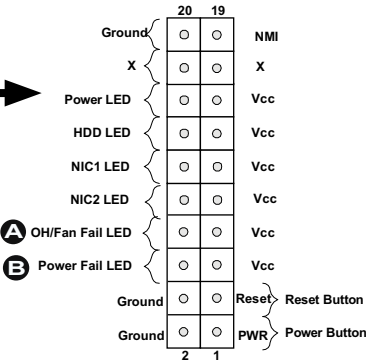 20 19
Ground NMI
X X
Power LED Vcc
HDD LED Vcc
NIC1 LED Vcc
NIC2 LED Vcc
A OH/Fan Fail LED Vcc
B Power Fail LED Vcc
Ground Reset Reset Button
Ground PWR Power Button
2 1